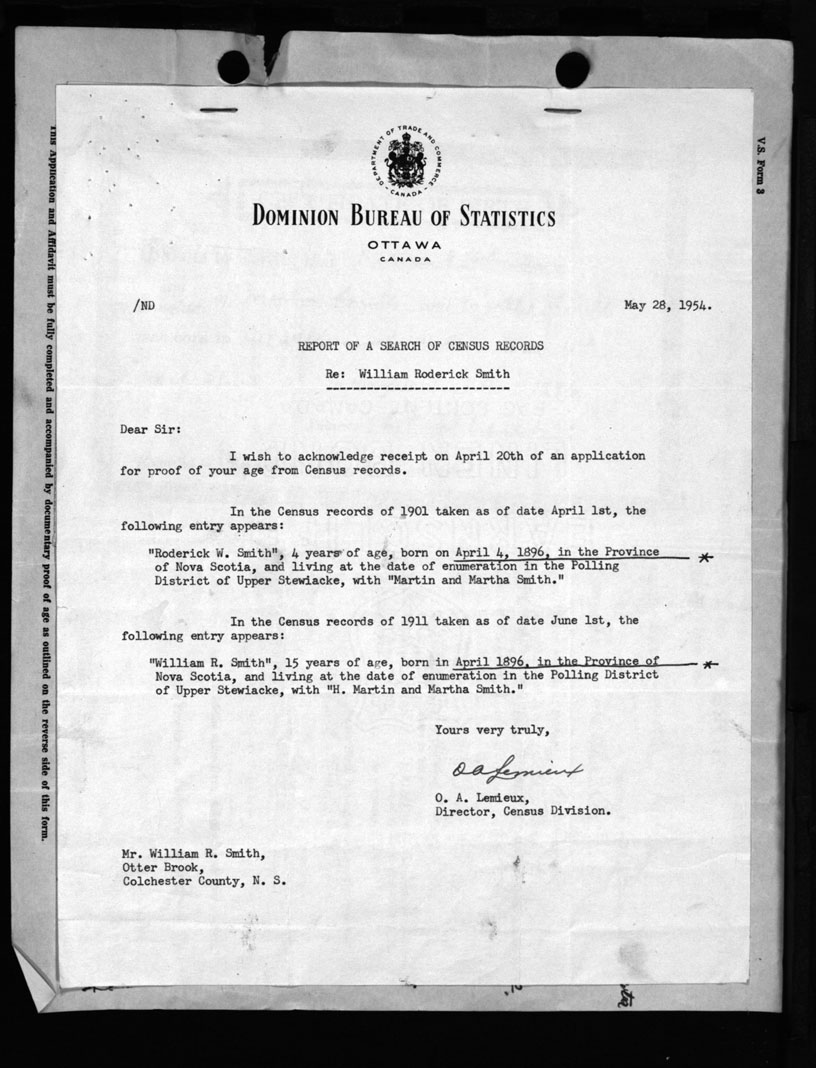 This Application and Affidavit must be fully completed and accompanied by documentary proof of age as outlined on the reverse side of this form.
V.S. Form 3
DEPARTMENT OF TRADE AND COMMERCE
CANADA
DOMINION BUREAU OF STATISTICS
OTTAWA
CANADA
/ND May 28, 1954.
REPORT OF A SEARCH OF CENSUS RECORDS
Re: William Roderick Smith
Dear Sir:
I wish to acknowledge receipt on April 20th of an application
for proof of your age from Census records.
In the Census records of 1901 taken as of date April 1st, the
following entry appears:
"Roderick W. Smith", 4 years of age, born on April 4, 1896, in the Province *
of Nova Scotia, and living at the date of enumeration in the Polling
District of Upper Stewiacke, with "Martin and Martha Smith."
In the Census records of 1911 taken as of date June 1st, the
following entry appears:
"William R. Smith", 15 years of age, born in April 1896, in the Province of *
Nova Scotia, and living at the date of enumeration in the Polling District
of Upper Stewiacke, with "H. Martin and Martha Smith."
Yours very truly,
O A Lemieux
O. A. Lemieux,
Director, Census Division.
Mr. William R. Smith,
Otter Brook,
Colchester County, N. S.